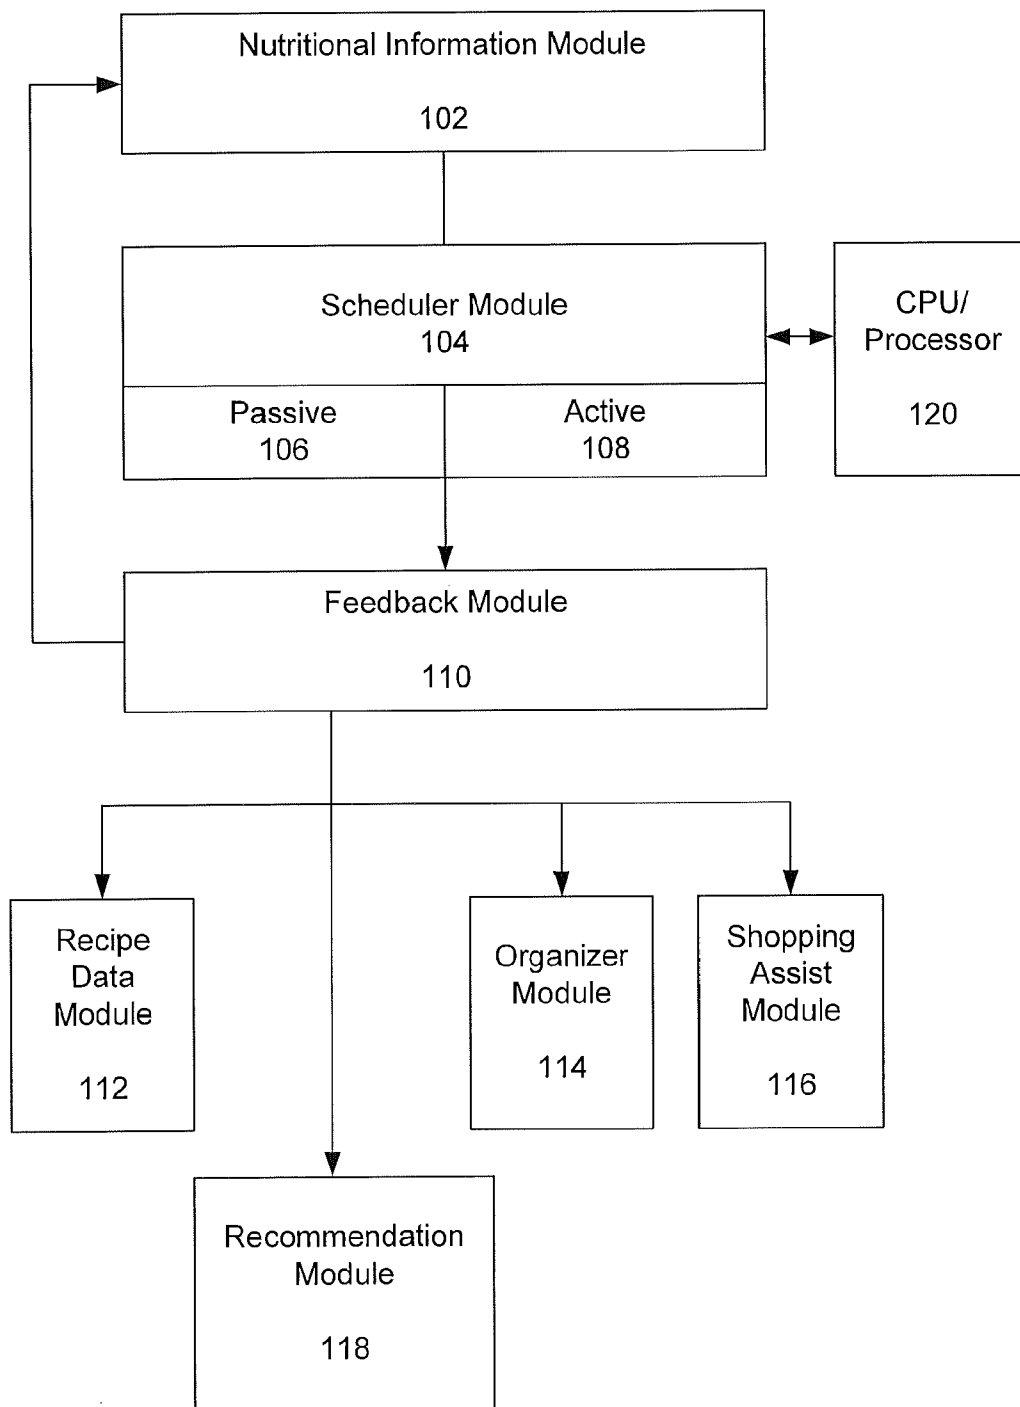 Nutritional Information Module
102
Scheduler Module
104
CPU/
Processor
120
Passive
106
Active
108
Feedback Module
110
Recipe
Data
Module
112
Organizer
Module
114
Shopping
Assist
Module
116
Recommendation
Module
118